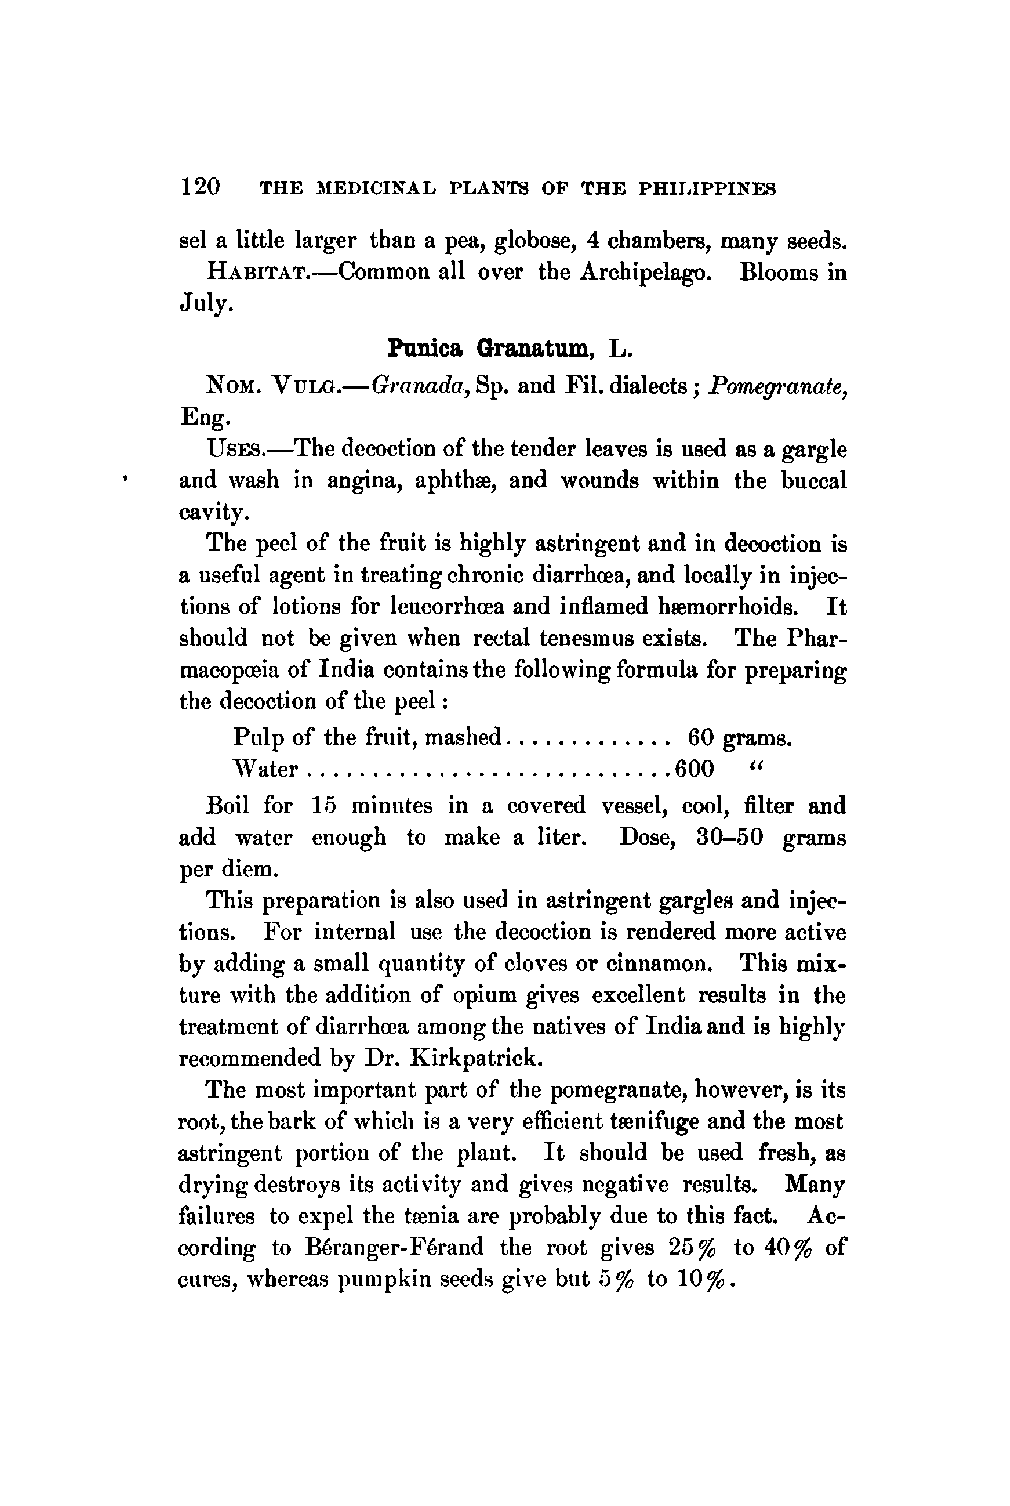 120 THE MEDICINAL PLANTS OF THE PHILIPPINES
sel a little larger than a pea, globose, 4 chambers, many seeds.
HABITAT.—Common all over the Archipelago. Blooms in
July.
Punica Granatum, L.
NOM. VULG.—Granada, Sp. and Fil. dialects; Pomegranate,
Eng.
USES.—The decoction of the tender leaves is used as a gargle
and wash in angina, aphthæ, and wounds within the buccal
cavity.
The peel of the fruit is highly astringent and in decoction is
a useful agent in treating chronic diarrhœa, and locally in injec-
tions of lotions for leucorrhœa and inflamed hæmorrhoids. It
should not be given when rectal tenesmus exists. The Phar-
macopœia of India contains the following formula for preparing
the decoction of the peel:
Pulp of the fruit, mashed............. 60 grams.
Water ............................600 “
Boil for 15 minutes in a covered vessel, cool, filter and
add water enough to make a liter. Dose, 30–50 grams
per diem.
This preparation is also used in astringent gargles and injec-
tions. For internal use the decoction is rendered more active
by adding a small quantity of cloves or cinnamon. This mix-
ture with the addition of opium gives excellent results in the
treatment of diarrhœa among the natives of India and is highly
recommended by Dr. Kirkpatrick.
The most important part of the pomegranate, however, is its
root, the bark of which is a very efficient tænifuge and the most
astringent portion of the plant. It should be used fresh, as
drying destroys its activity and gives negative results. Many
failures to expel the tænia are probably due to this fact. Ac-
cording to Béranger-Férand the root gives 25% to 40% of
cures, whereas pumpkin seeds give but 5% to 10%.